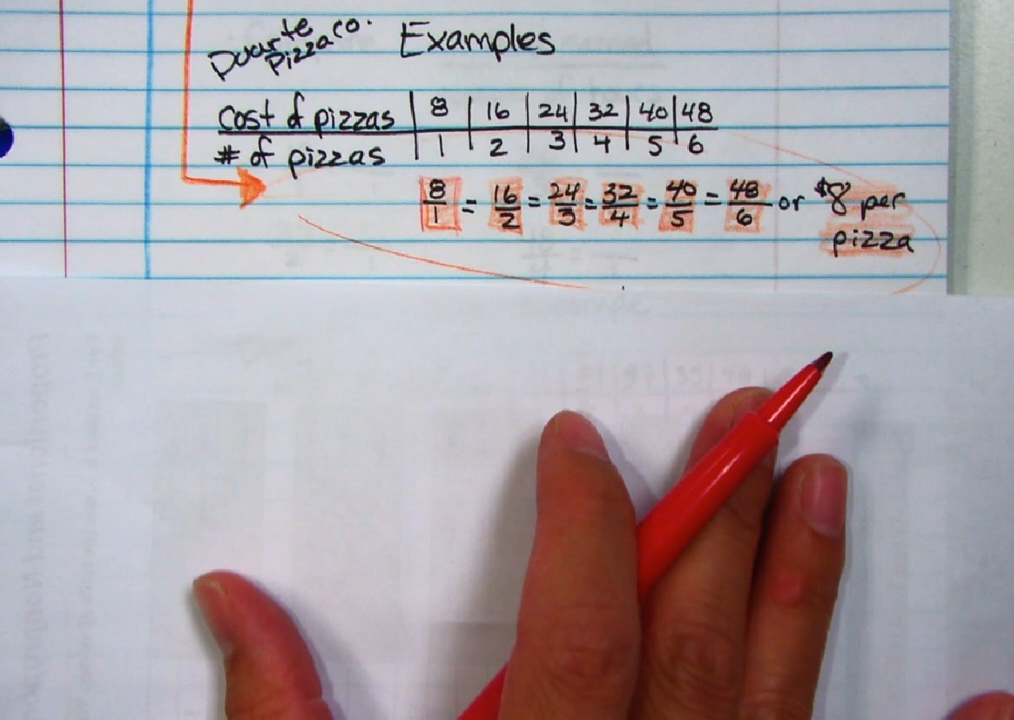 Duarte Pizza co.
Examples
cost of pizzas | 8 | 16 | 24 | 32 | 40 | 48
# of pizzas | 1 | 2 | 3 | 4 | 5 | 6
8/1 = 16/2 = 24/3 = 32/4 = 40/5 = 48/6 or $8 per
pizza